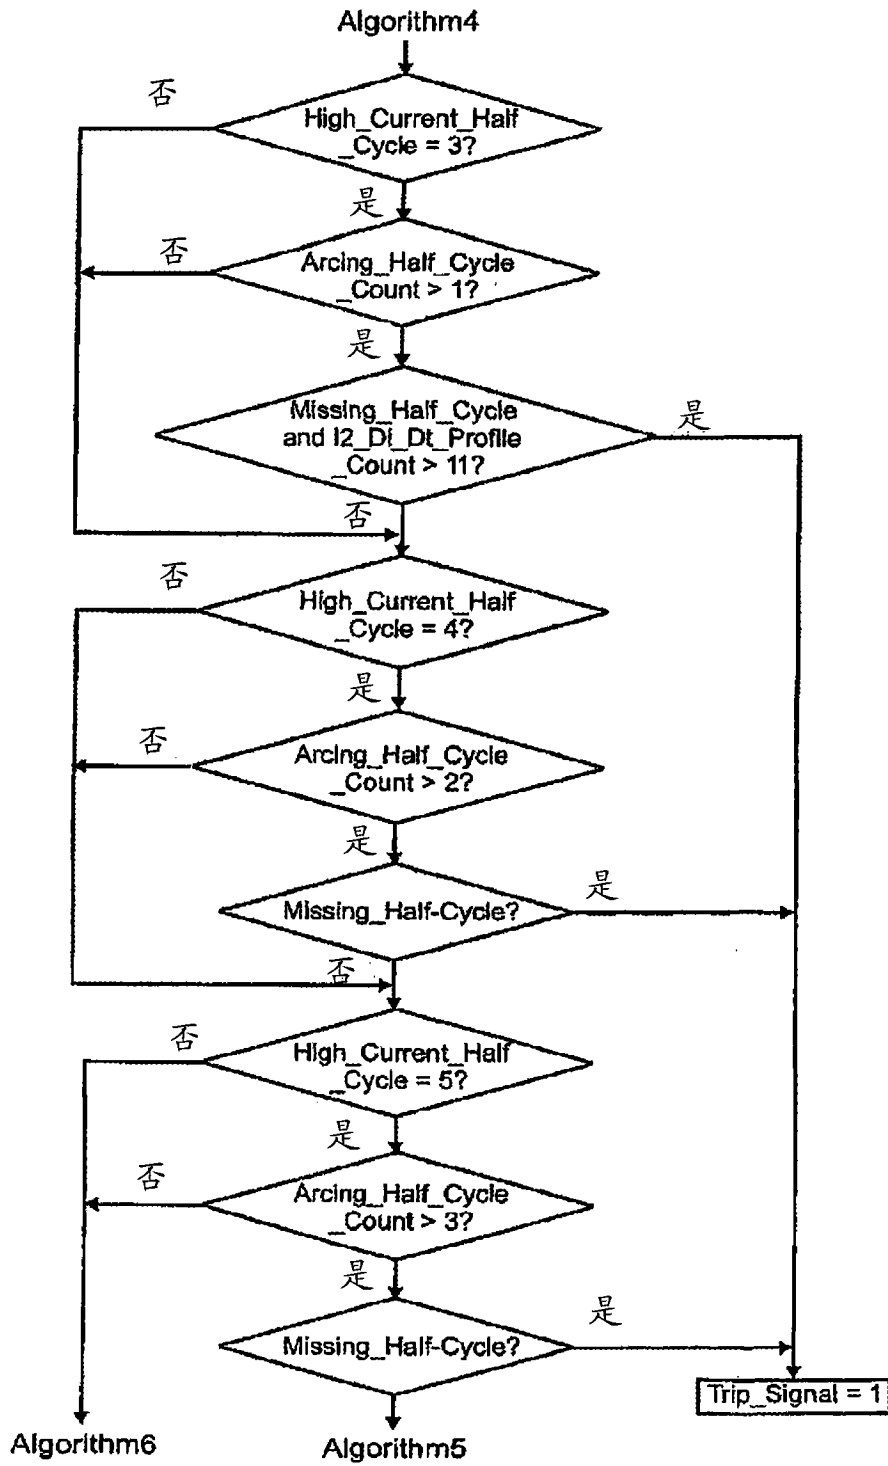 Algorithm4
否
High_Current_Half
_Cycle = 3?
是
否
Arcing_Half_Cycle
_Count > 1?
是
Missing_Half_Cycle
and I2_Di_Dt_Profile
_Count > 11?
是
否
否
High_Current_Half
_Cycle = 4?
是
否
Arcing_Half_Cycle
_Count > 2?
是
Missing_Half-Cycle?
是
否
否
High_Current_Half
_Cycle = 5?
是
否
Arcing_Half_Cycle
_Count > 3?
是
Missing_Half-Cycle?
是
Trip_Signal = 1
Algorithm6
Algorithm5